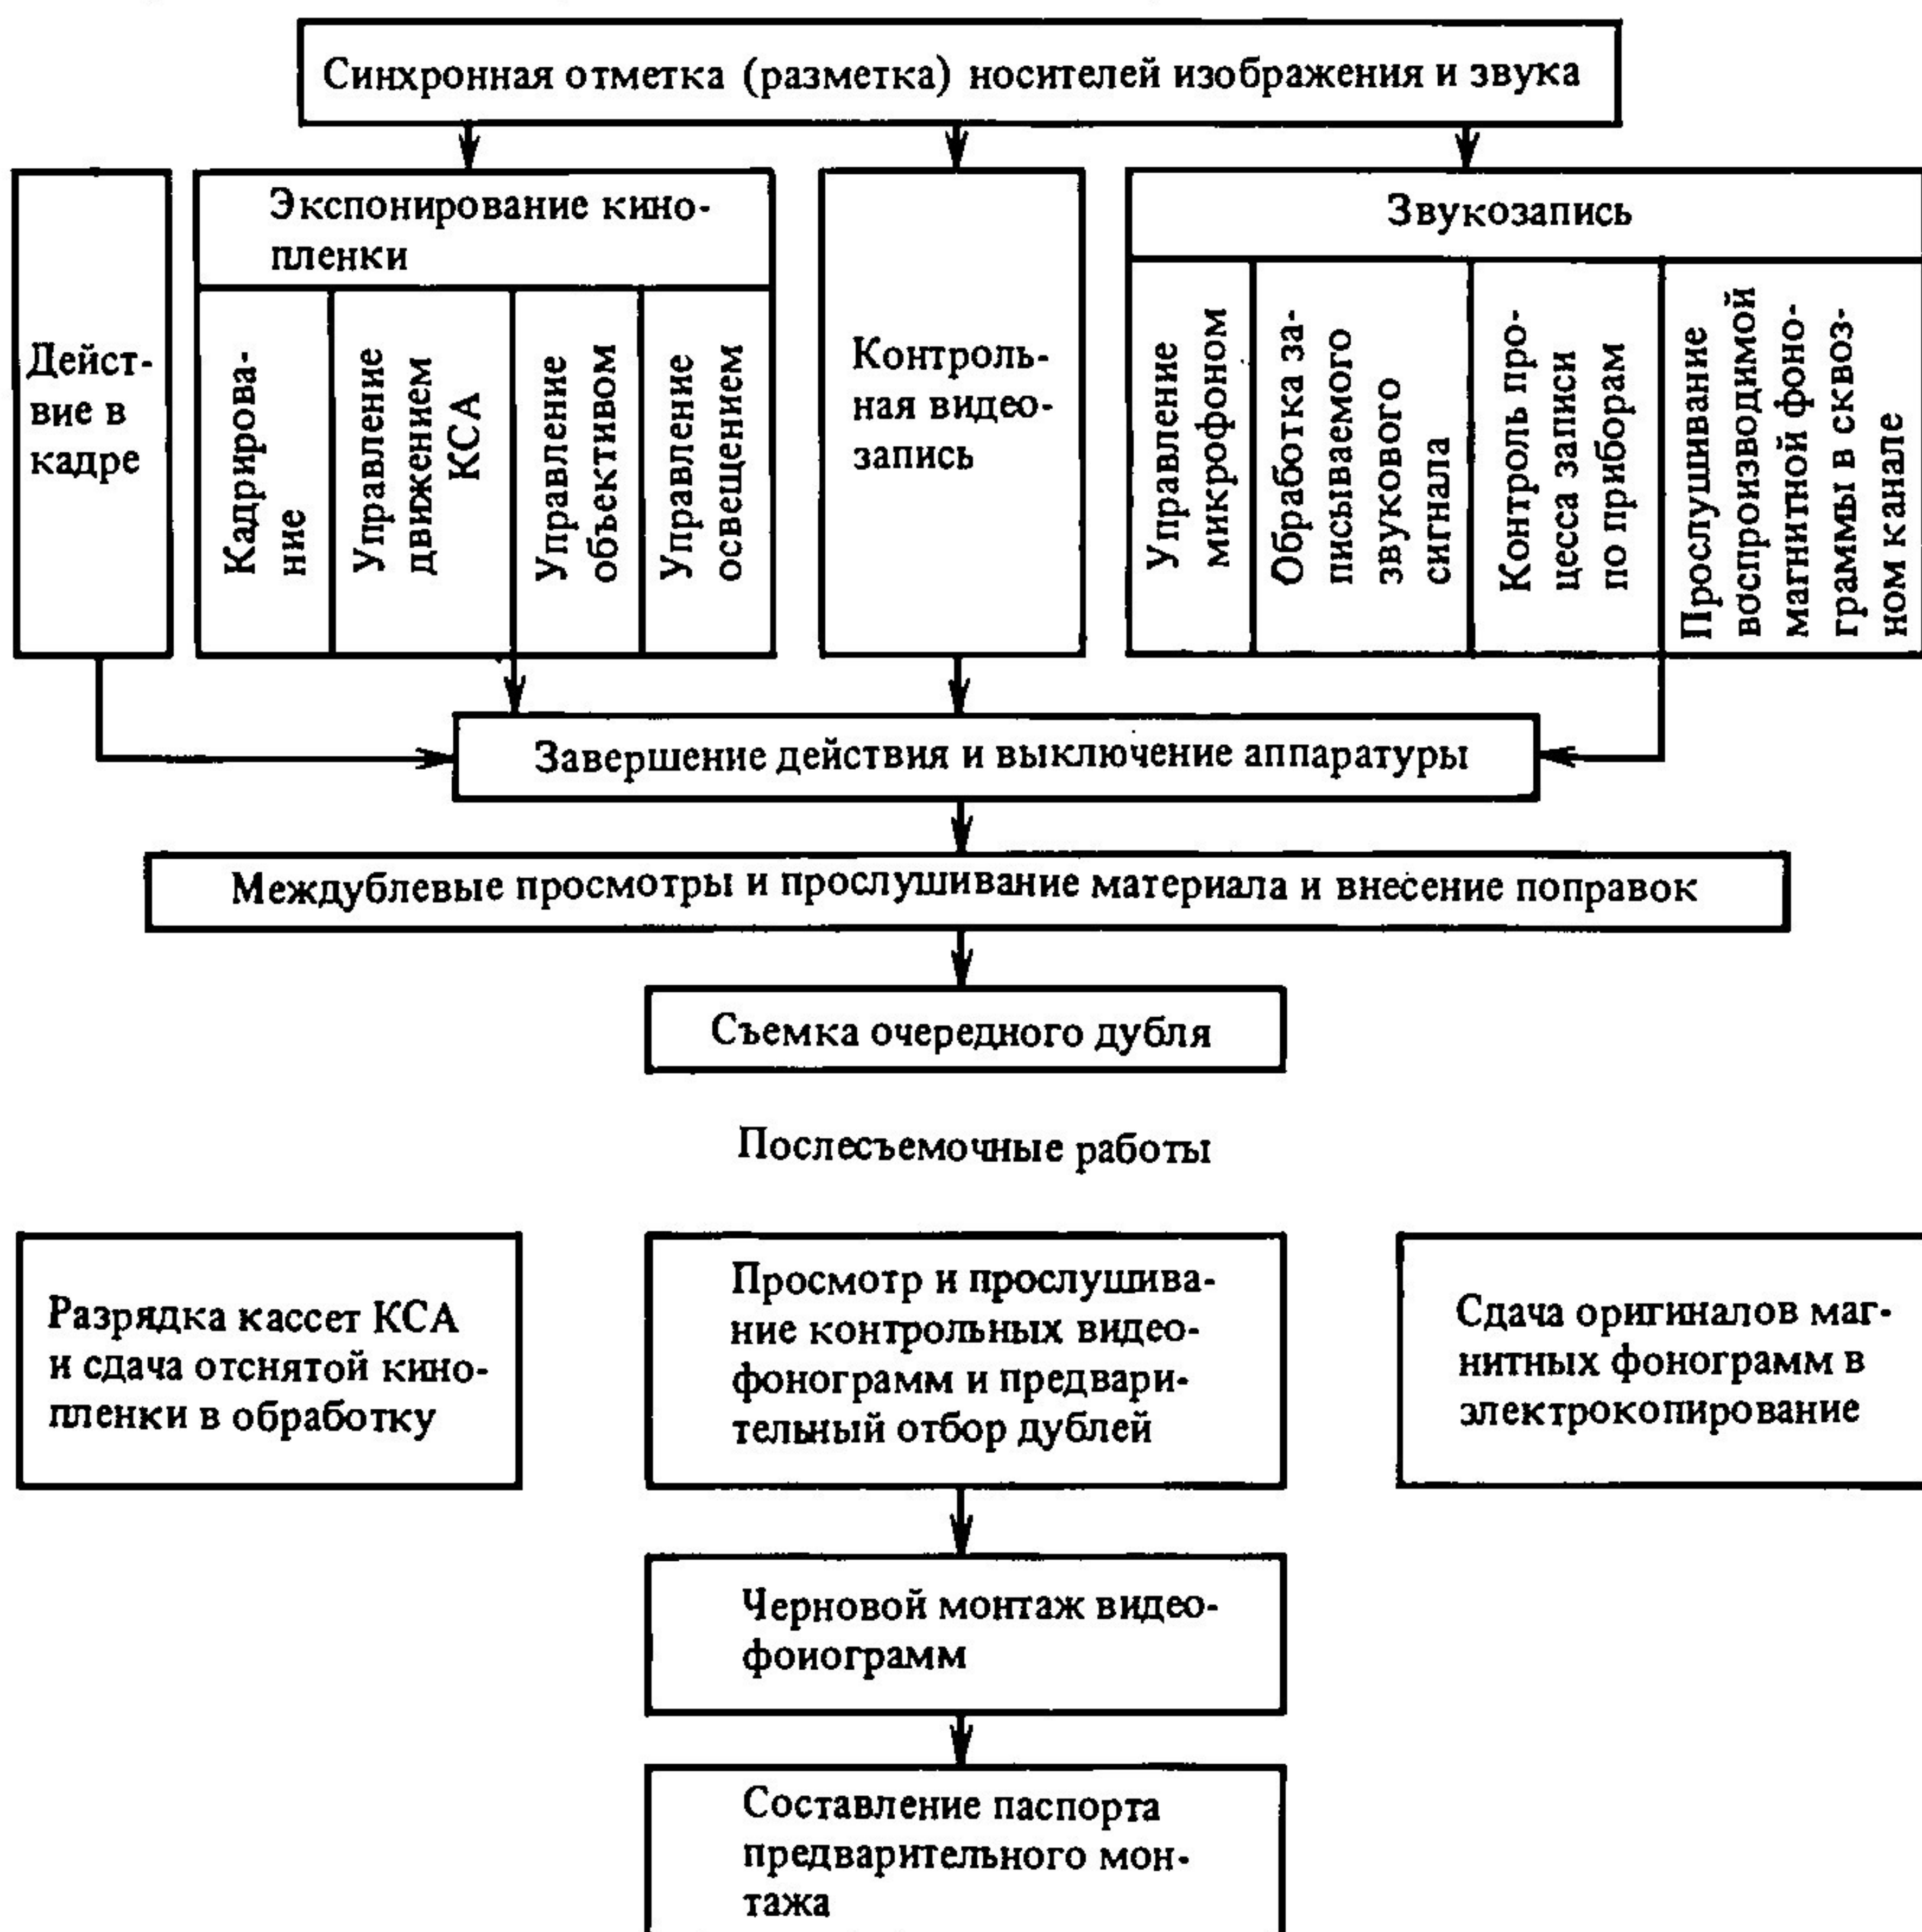 Синхронная отметка (разметка) носителей изображения и звука
Дейст-
вие в
кадре
Экспонирование кино-
пленки
Кадрирова-
ние
Управление
движением
КСА
Управление
объективом
Управление
освещением
Контроль-
ная видео-
запись
Звукозапись
Управление
микрофоном
Обработка за-
писываемого
звукового
сигнала
Контроль про-
цесса записи
по приборам
Прослушивание
воспроизводимой
магнитной фоно-
граммы в сквоз-
ном канале
Завершение действия и выключение аппаратуры
Междублевые просмотры и прослушивание материала и внесение поправок
Съемка очередного дубля
Послесъемочные работы
Разрядка кассет КСА
и сдача отснятой кино-
пленки в обработку
Просмотр и прослушива-
ние контрольных видео-
фонограмм и предвари-
тельный отбор дублей
Сдача оригиналов маг-
нитных фонограмм в
электрокопирование
Черновой монтаж видео-
фонограмм
Составление паспорта
предварительного мон-
тажа